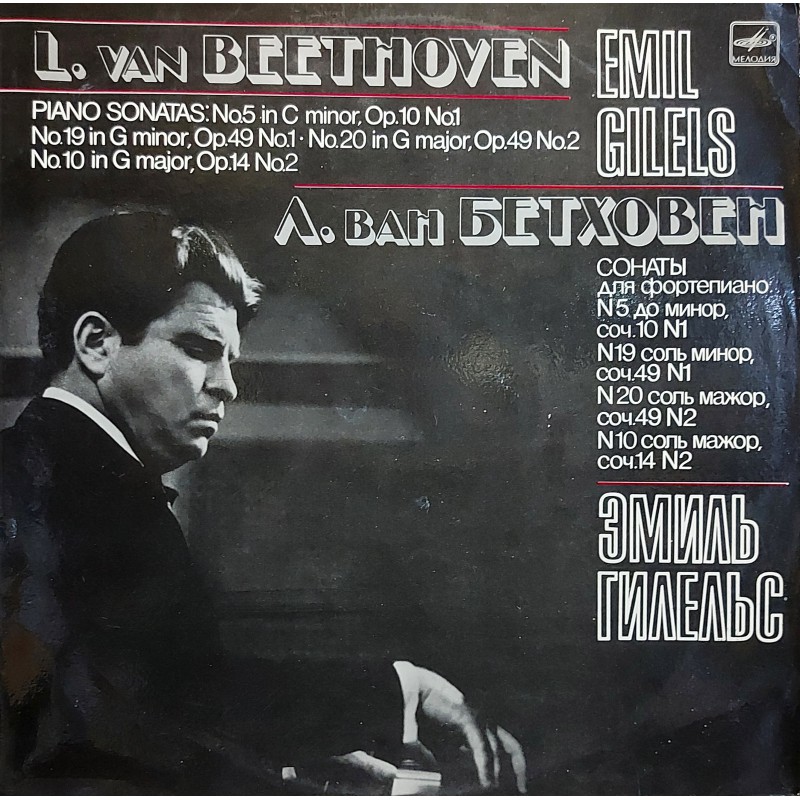 L. VAN BEETHOVEN
PIANO SONATAS: No.5 in C minor, Op.10 No.1
No.19 in G minor, Op.49 No.1 · No.20 in G major, Op.49 No.2
No.10 in G major, Op.14 No.2
EMIL
GILELS
МЕЛОДИЯ
Л. ВАН БЕТХОВЕН
СОНАТЫ
для фортепиано:
N5 до минор,
соч.10 N1
N19 соль минор,
соч.49 N1
N20 соль мажор,
соч.49 N2
N10 соль мажор,
соч.14 N2
ЭМИЛЬ
ГИЛЕЛЬС